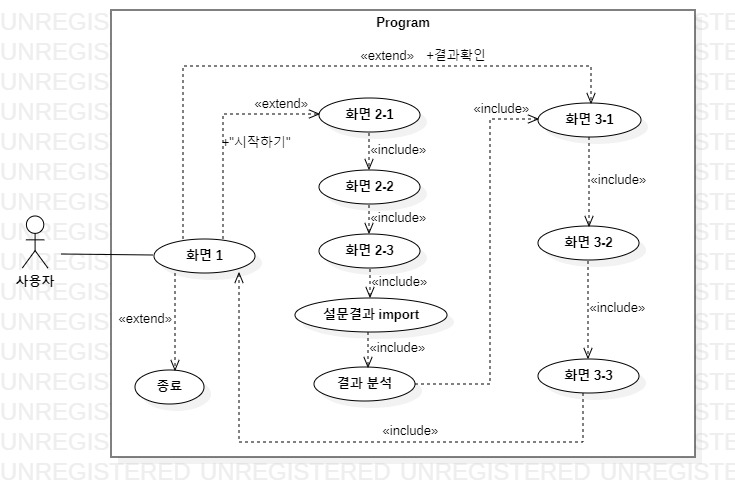 Program
«extend» +결과확인
«extend»
+"시작하기"
화면 2-1
«include»
화면 2-2
«include»
화면 2-3
«include»
설문결과 import
«include»
결과 분석
«include»
화면 3-1
«include»
화면 3-2
«include»
화면 3-3
«include»
사용자
화면 1
«extend»
종료
UNREGISTERED UNREGISTERED UNREGISTERED